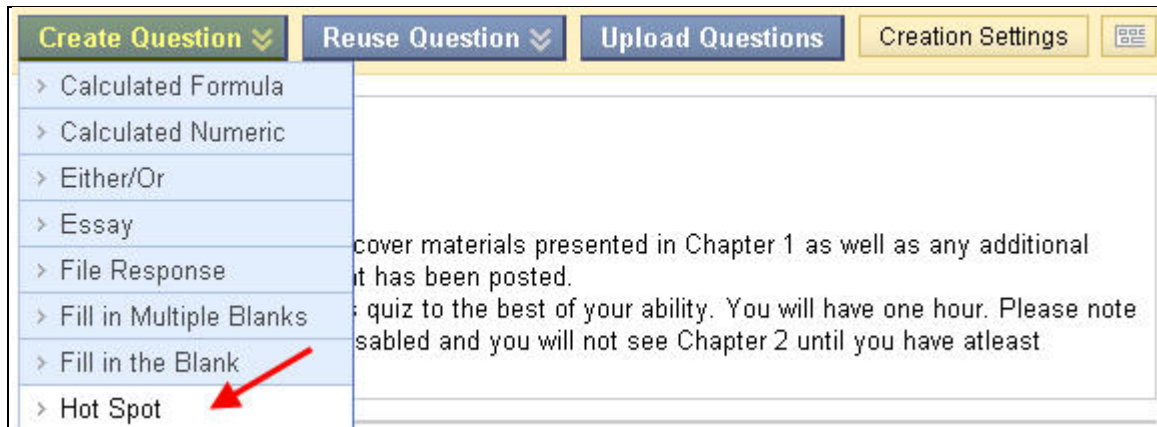 Create Question Reuse Question Upload Questions Creation Settings
> Calculated Formula
> Calculated Numeric
> Either/Or
> Essay
> File Response
> Fill in Multiple Blanks
> Fill in the Blank
> Hot Spot
cover materials presented in Chapter 1 as well as any additional
has been posted.
quiz to the best of your ability. You will have one hour. Please note
and you will not see Chapter 2 until you have atleast